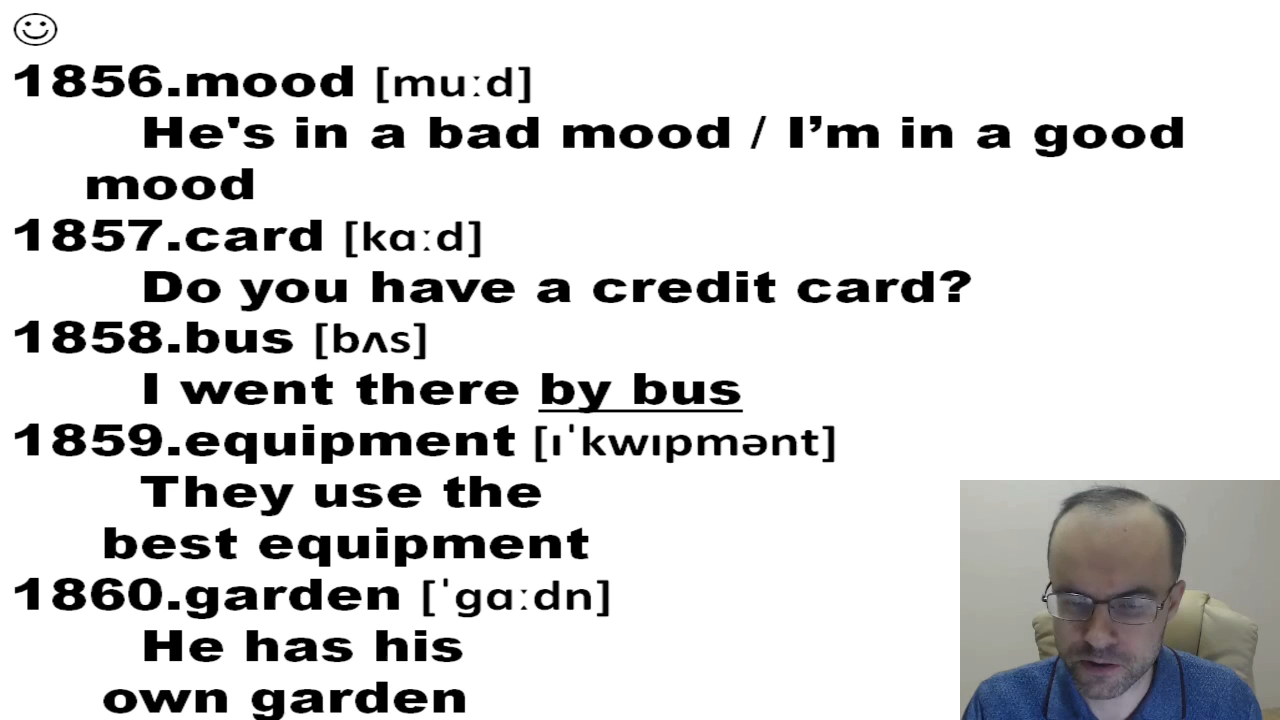 ☺
1856.mood [muːd]
He's in a bad mood / I’m in a good
mood
1857.card [kɑːd]
Do you have a credit card?
1858.bus [bʌs]
I went there by bus
1859.equipment [ɪˈkwɪpmənt]
They use the
best equipment
1860.garden [ˈɡɑːdn]
He has his
own garden